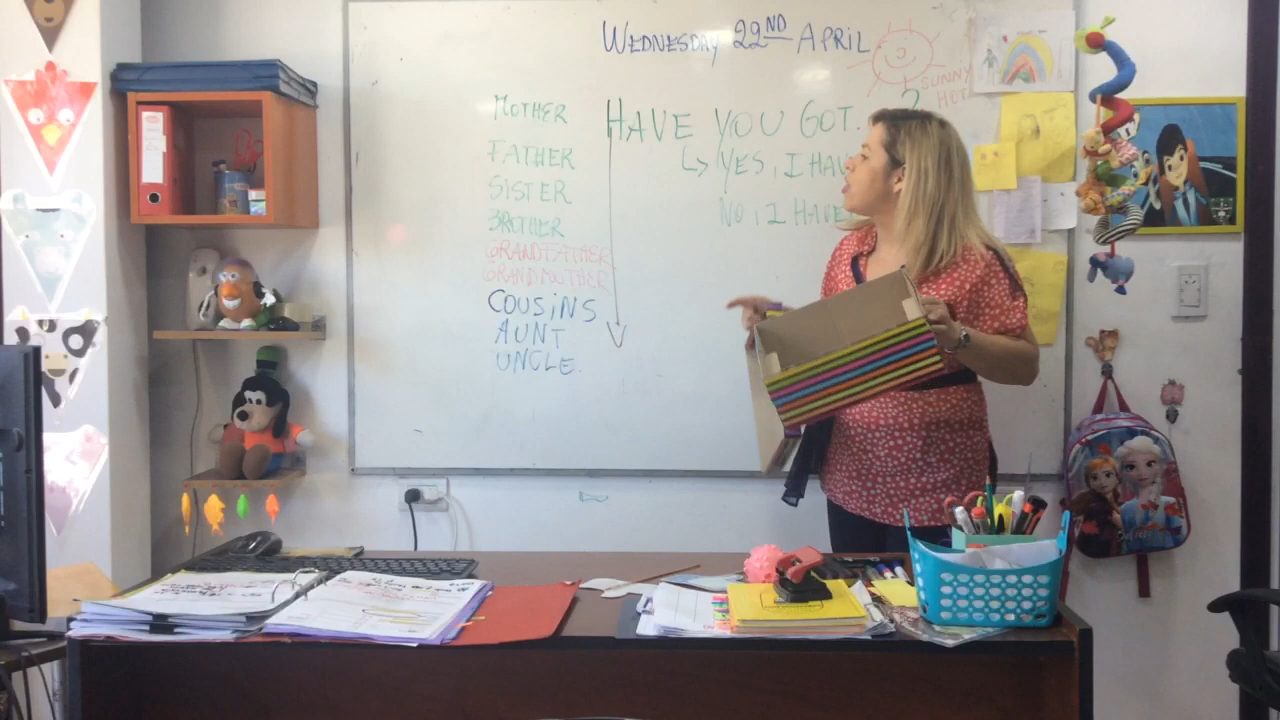 WEDNESDAY 22ND APRIL
SUNNY
HOT
MOTHER
FATHER
SISTER
BROTHER
GRANDFATHER
GRANDMOTHER
COUSINS
AUNT
UNCLE.
HAVE YOU GOT. ?
↳ YES, I HAV
NO, I HAVE